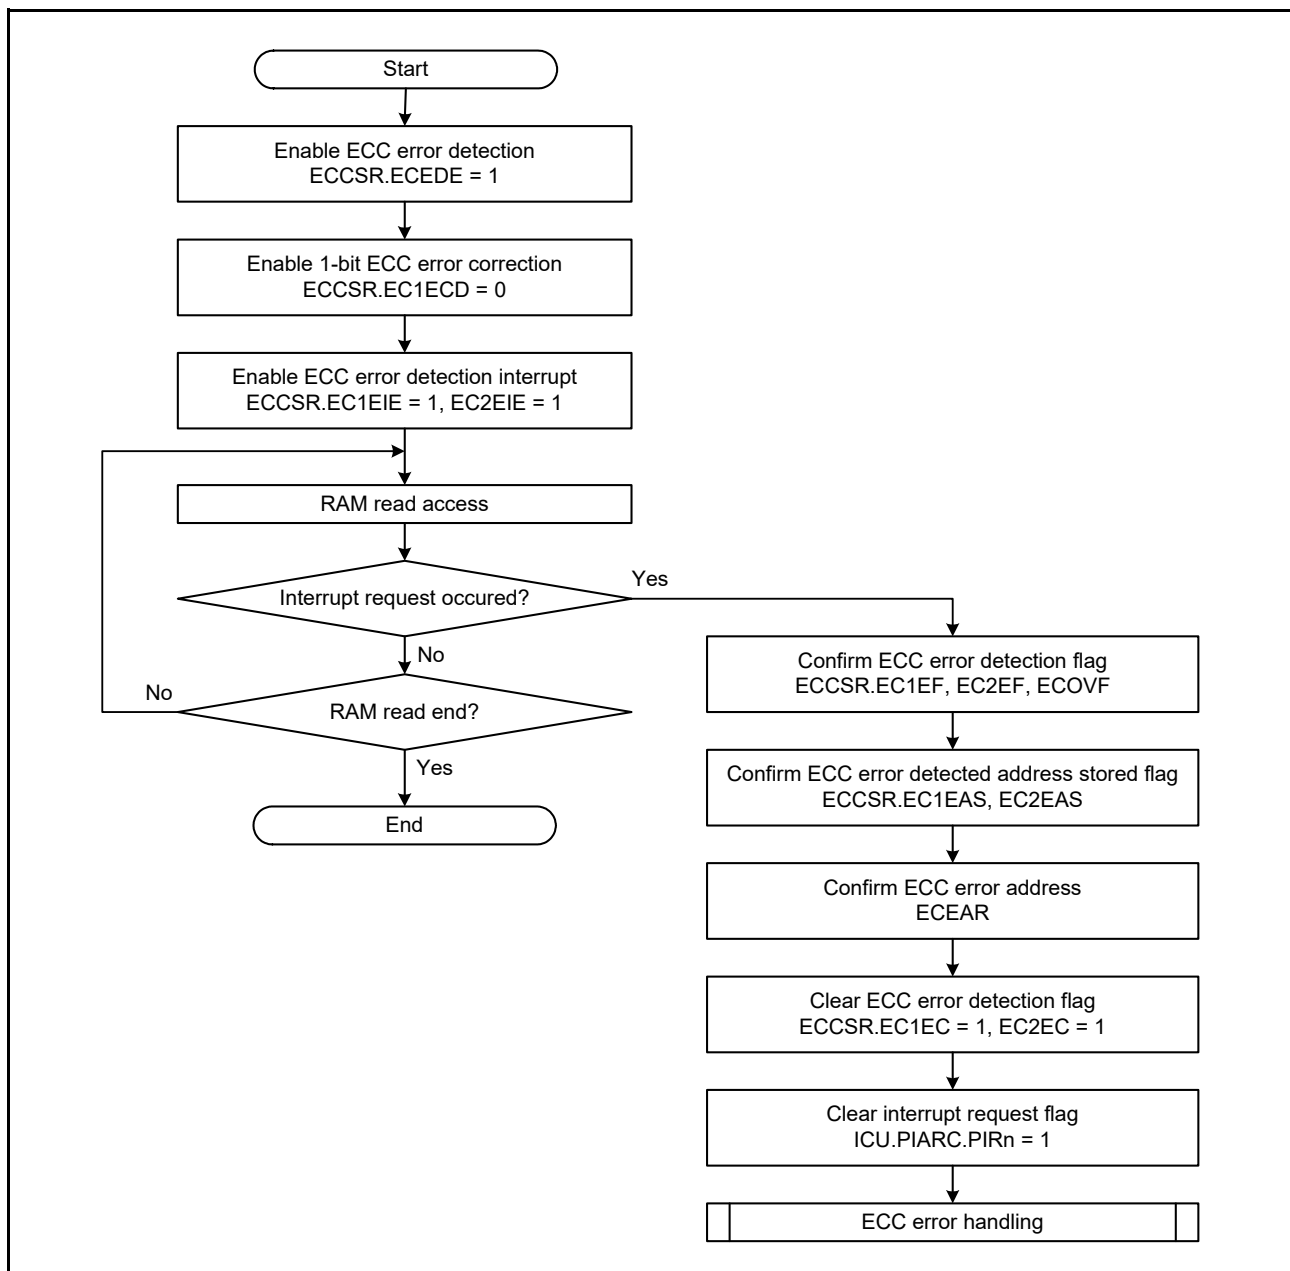 Start
Enable ECC error detection
ECCSR.ECEDE = 1
Enable 1-bit ECC error correction
ECCSR.EC1ECD = 0
Enable ECC error detection interrupt
ECCSR.EC1EIE = 1, EC2EIE = 1
RAM read access
Interrupt request occured?
Yes
No
RAM read end?
No
Yes
End
Confirm ECC error detection flag
ECCSR.EC1EF, EC2EF, ECOVF
Confirm ECC error detected address stored flag
ECCSR.EC1EAS, EC2EAS
Confirm ECC error address
ECEAR
Clear ECC error detection flag
ECCSR.EC1EC = 1, EC2EC = 1
Clear interrupt request flag
ICU.PIARC.PIRn = 1
ECC error handling